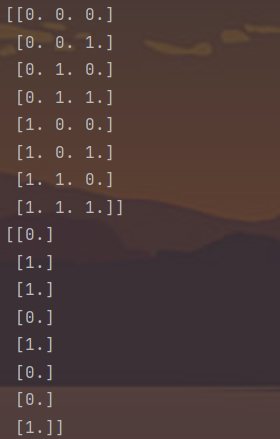 [[0. 0. 0.]
 [0. 0. 1.]
 [0. 1. 0.]
 [0. 1. 1.]
 [1. 0. 0.]
 [1. 0. 1.]
 [1. 1. 0.]
 [1. 1. 1.]]
[[0.]
 [1.]
 [1.]
 [0.]
 [1.]
 [0.]
 [0.]
 [1.]]